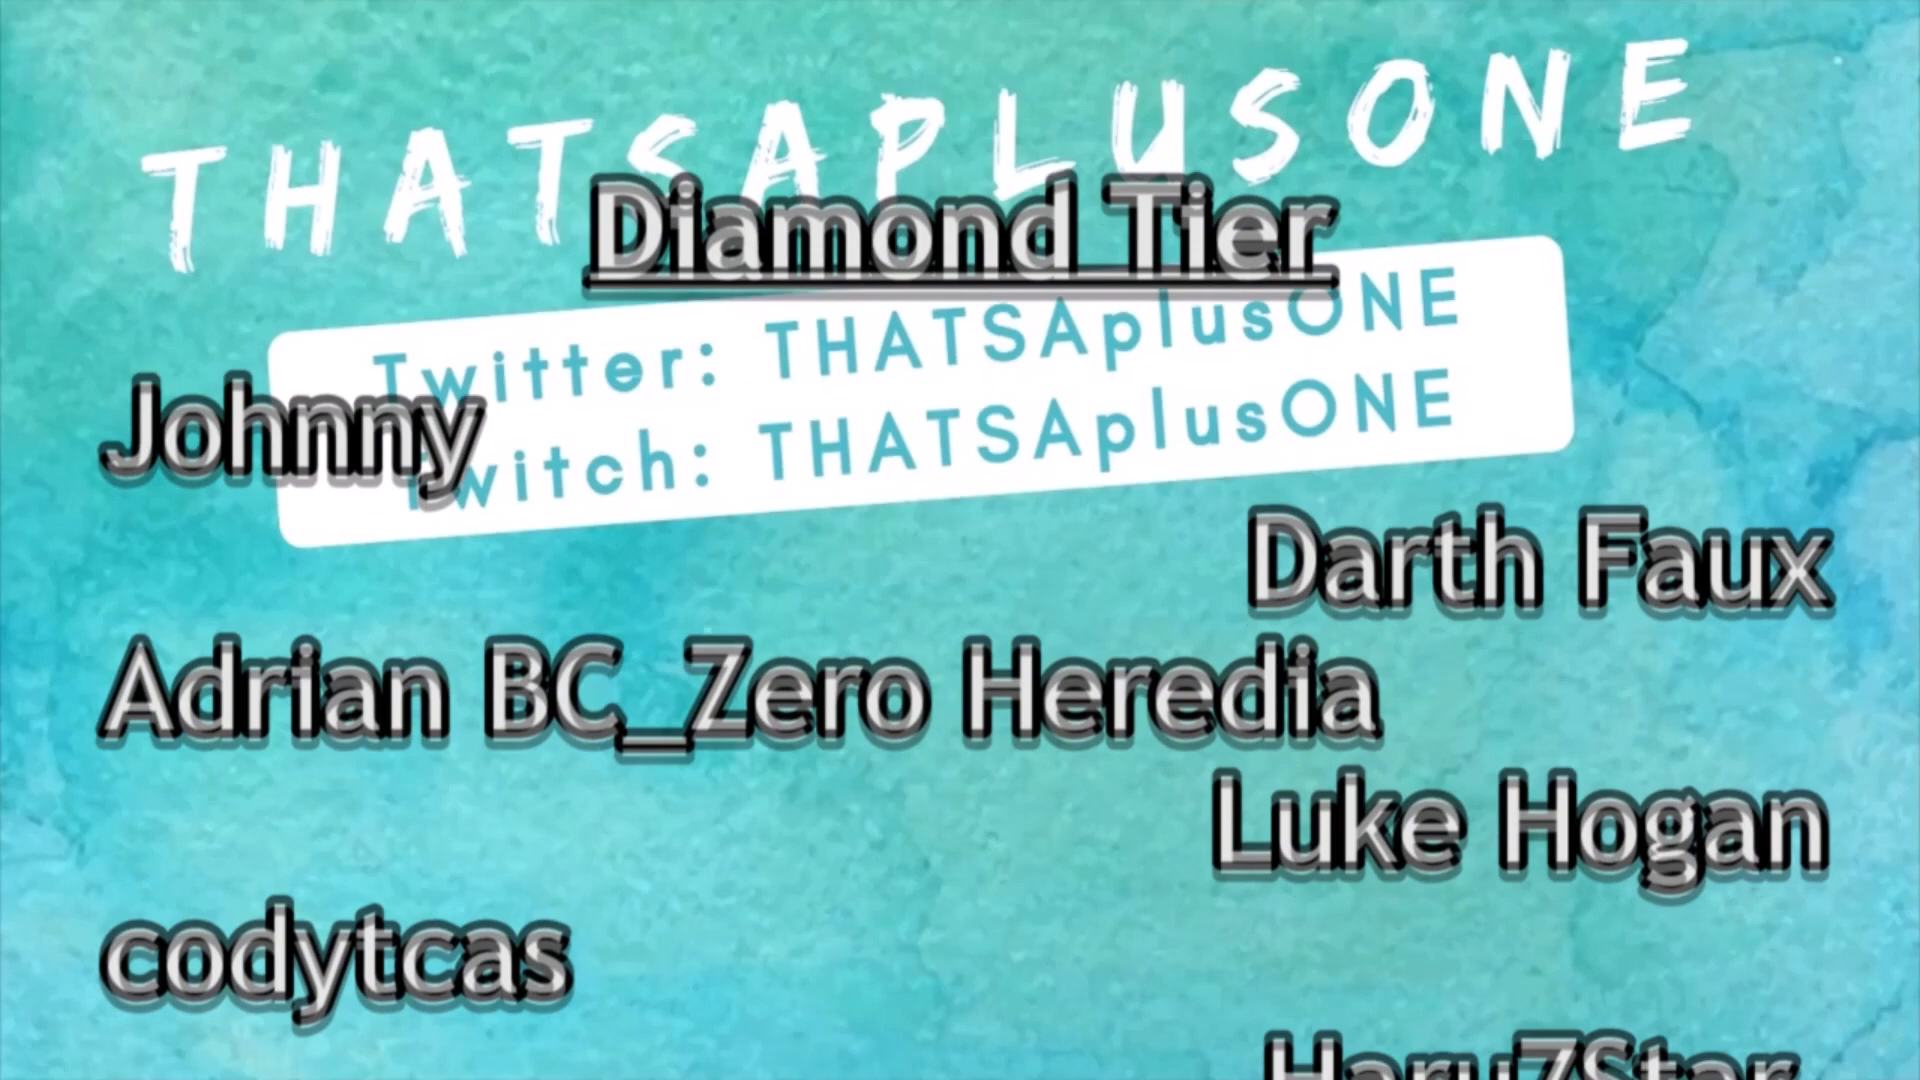 THATSAPLUSONE
Diamond Tier
Twitter: THATSAplusONE
Twitch: THATSAplusONE
Johnny
Darth Faux
Adrian BC_Zero Heredia
Luke Hogan
codytcas